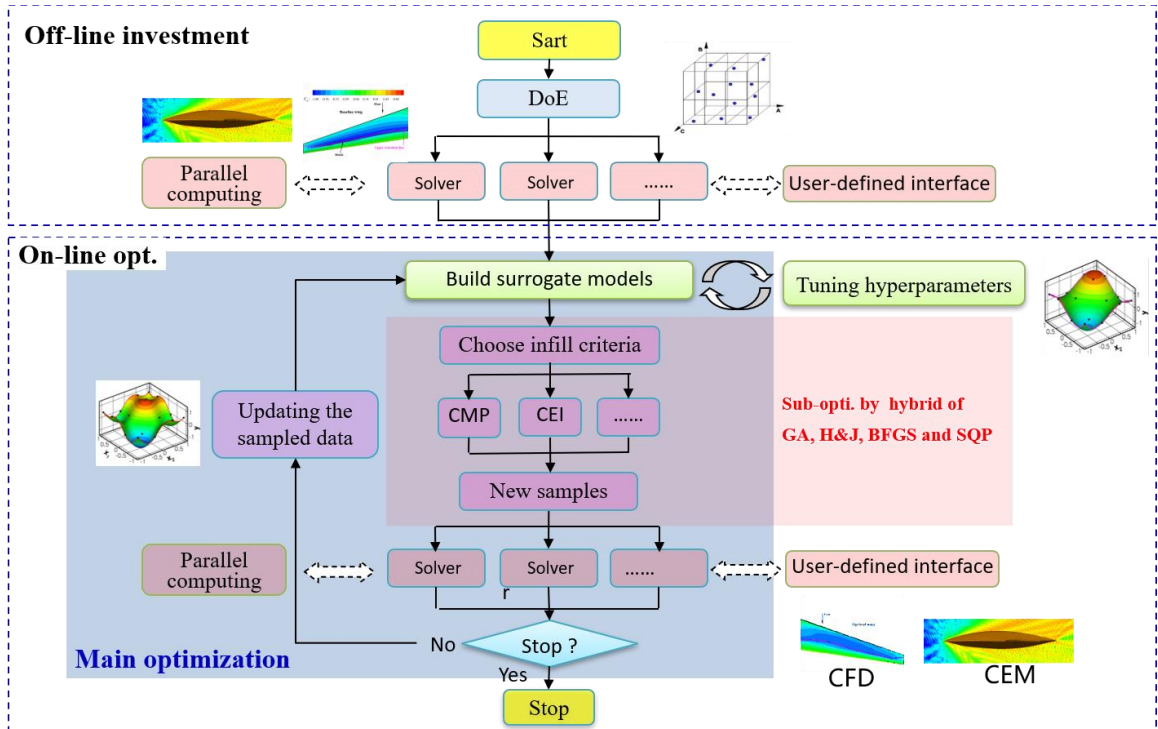 Off-line investment
Sart
DoE
B
A
C
Parallel
computing
Solver
Solver
......
User-defined interface
On-line opt.
Build surrogate models
Tuning hyperparameters
Choose infill criteria
CMP
CEI
......
Updating the
sampled data
Sub-opti. by hybrid of
GA, H&J, BFGS and SQP
New samples
Parallel
computing
Solver
Solver
r
......
User-defined interface
No
Stop ?
Main optimization
Yes
CFD
CEM
Stop